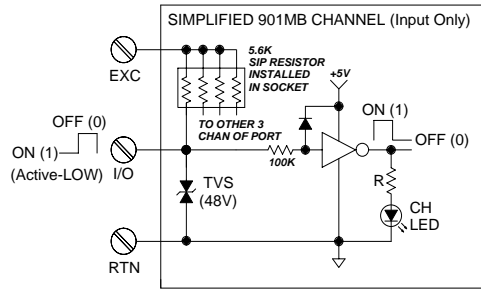 SIMPLIFIED 901MB CHANNEL (Input Only)
EXC
5.6K
SIP RESISTOR
INSTALLED
IN SOCKET
+5V
TO OTHER 3
CHAN OF PORT
OFF (0)
ON (1)
(Active-LOW)
I/O
100K
ON (1)
OFF (0)
TVS
(48V)
R
CH
LED
RTN